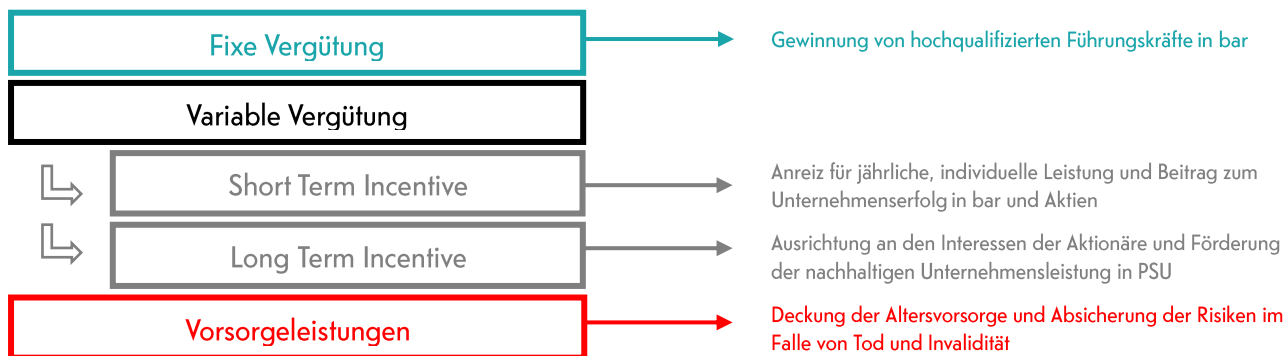 Fixe Vergütung
Gewinnung von hochqualifizierten Führungskräfte in bar
Variable Vergütung
Short Term Incentive
Anreiz für jährliche, individuelle Leistung und Beitrag zum
Unternehmenserfolg in bar und Aktien
Long Term Incentive
Ausrichtung an den Interessen der Aktionäre und Förderung
der nachhaltigen Unternehmensleistung in PSU
Vorsorgeleistungen
Deckung der Altersvorsorge und Absicherung der Risiken im
Falle von Tod und Invalidität